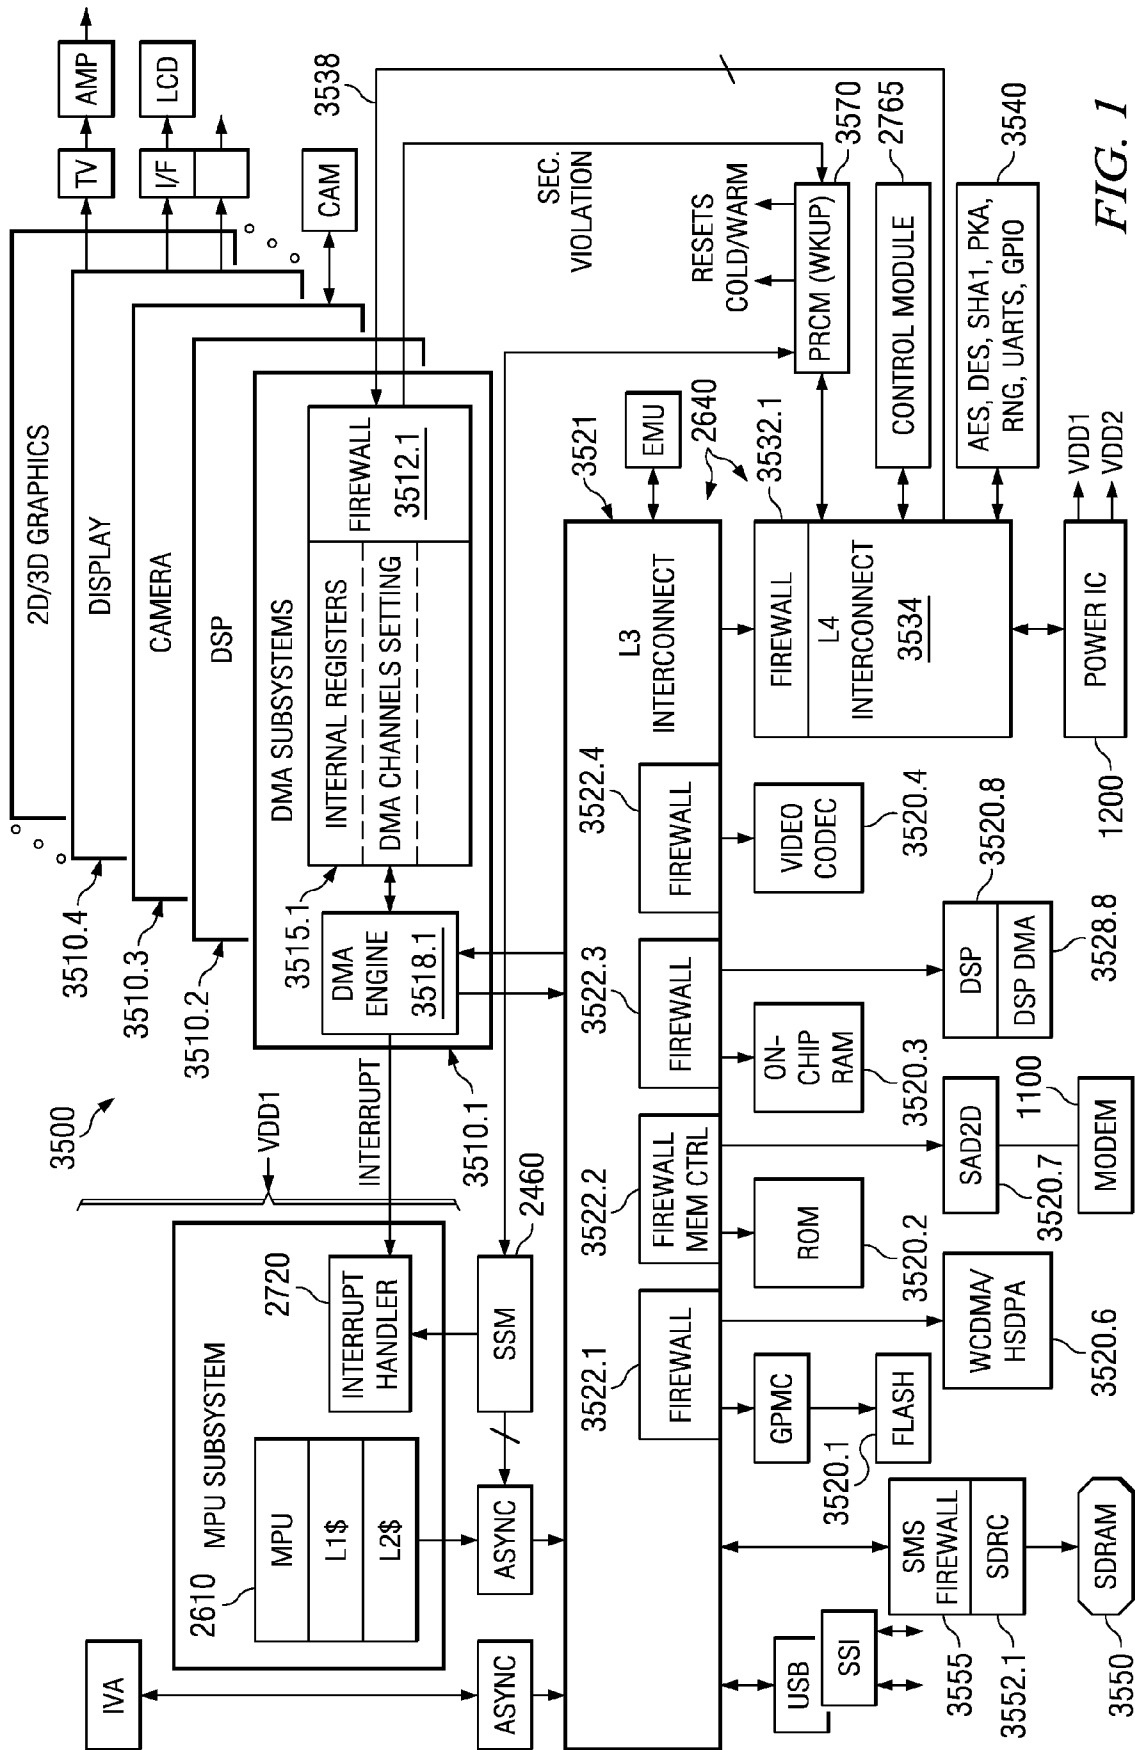 3500
2D/3D GRAPHICS
DISPLAY
CAMERA
DSP
DMA SUBSYSTEMS
3510.4
3510.3
3510.2
3510.1
TV
AMP
I/F
LCD
CAM
IVA
MPU SUBSYSTEM
2610
MPU
L1$
L2$
2720
INTERRUPT
HANDLER
VDD1
INTERRUPT
3515.1
DMA
ENGINE
3518.1
INTERNAL REGISTERS
DMA CHANNELS SETTING
FIREWALL
3512.1
3538
SEC.
VIOLATION
ASYNC
ASYNC
SSM
2460
3521
EMU
2640
RESETS
COLD/WARM
L3
INTERCONNECT
3522.1
FIREWALL
3522.2
FIREWALL
MEM CTRL
3522.3
FIREWALL
3522.4
FIREWALL
3532.1
FIREWALL
L4
INTERCONNECT
3534
PRCM (WKUP)
3570
CONTROL MODULE
2765
AES, DES, SHA1, PKA,
RNG, UARTS, GPIO
3540
USB
SSI
SMS
FIREWALL
SDRC
3555
3552.1
SDRAM
3550
GPMC
FLASH
3520.1
WCDMA/
HSDPA
3520.6
ROM
3520.2
SAD2D
3520.7
MODEM
1100
ON-
CHIP
RAM
3520.3
DSP
DSP DMA
3520.8
3528.8
VIDEO
CODEC
3520.4
POWER IC
1200
VDD1
VDD2
FIG. 1